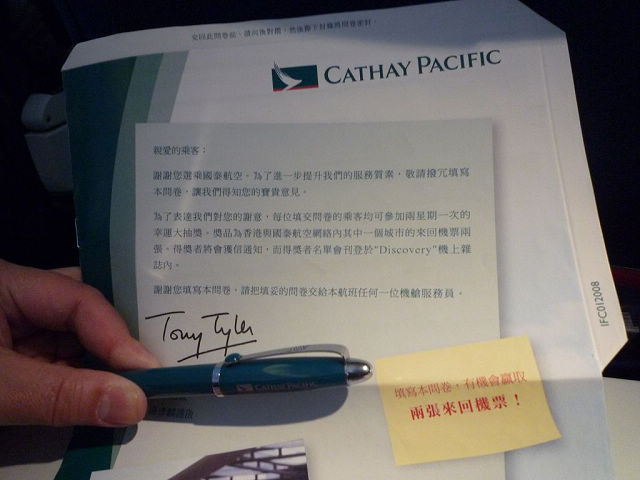 交回此問卷前，請向後對摺，然後撕下封條將問卷密封。
CATHAY PACIFIC
親愛的乘客：
謝謝您選乘國泰航空。為了進一步提升我們的服務質素，敬請撥冗填寫
本問卷，讓我們得知您的寶貴意見。
為了表達我們對您的謝意，每位填交問卷的乘客均可參加兩星期一次的
幸運大抽獎。獎品為香港與國泰航空網絡內其中一個城市的來回機票兩
張。得獎者將會獲信通知，而得獎者名單會刊登於"Discovery"機上雜
誌內。
謝謝您填寫本問卷，請把填妥的問卷交給本航班任何一位機艙服務員。
Tony Tyler
CATHAY PACIFIC
填寫本問卷，有機會贏取
兩張來回機票！
IFC012008